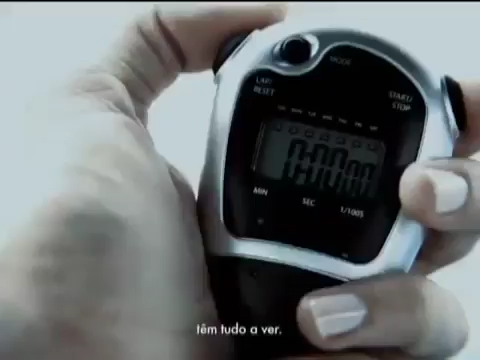 MODE
LAP/
RESET
START/
STOP
0:00 00
MIN
SEC
1/100S
têm tudo a ver.